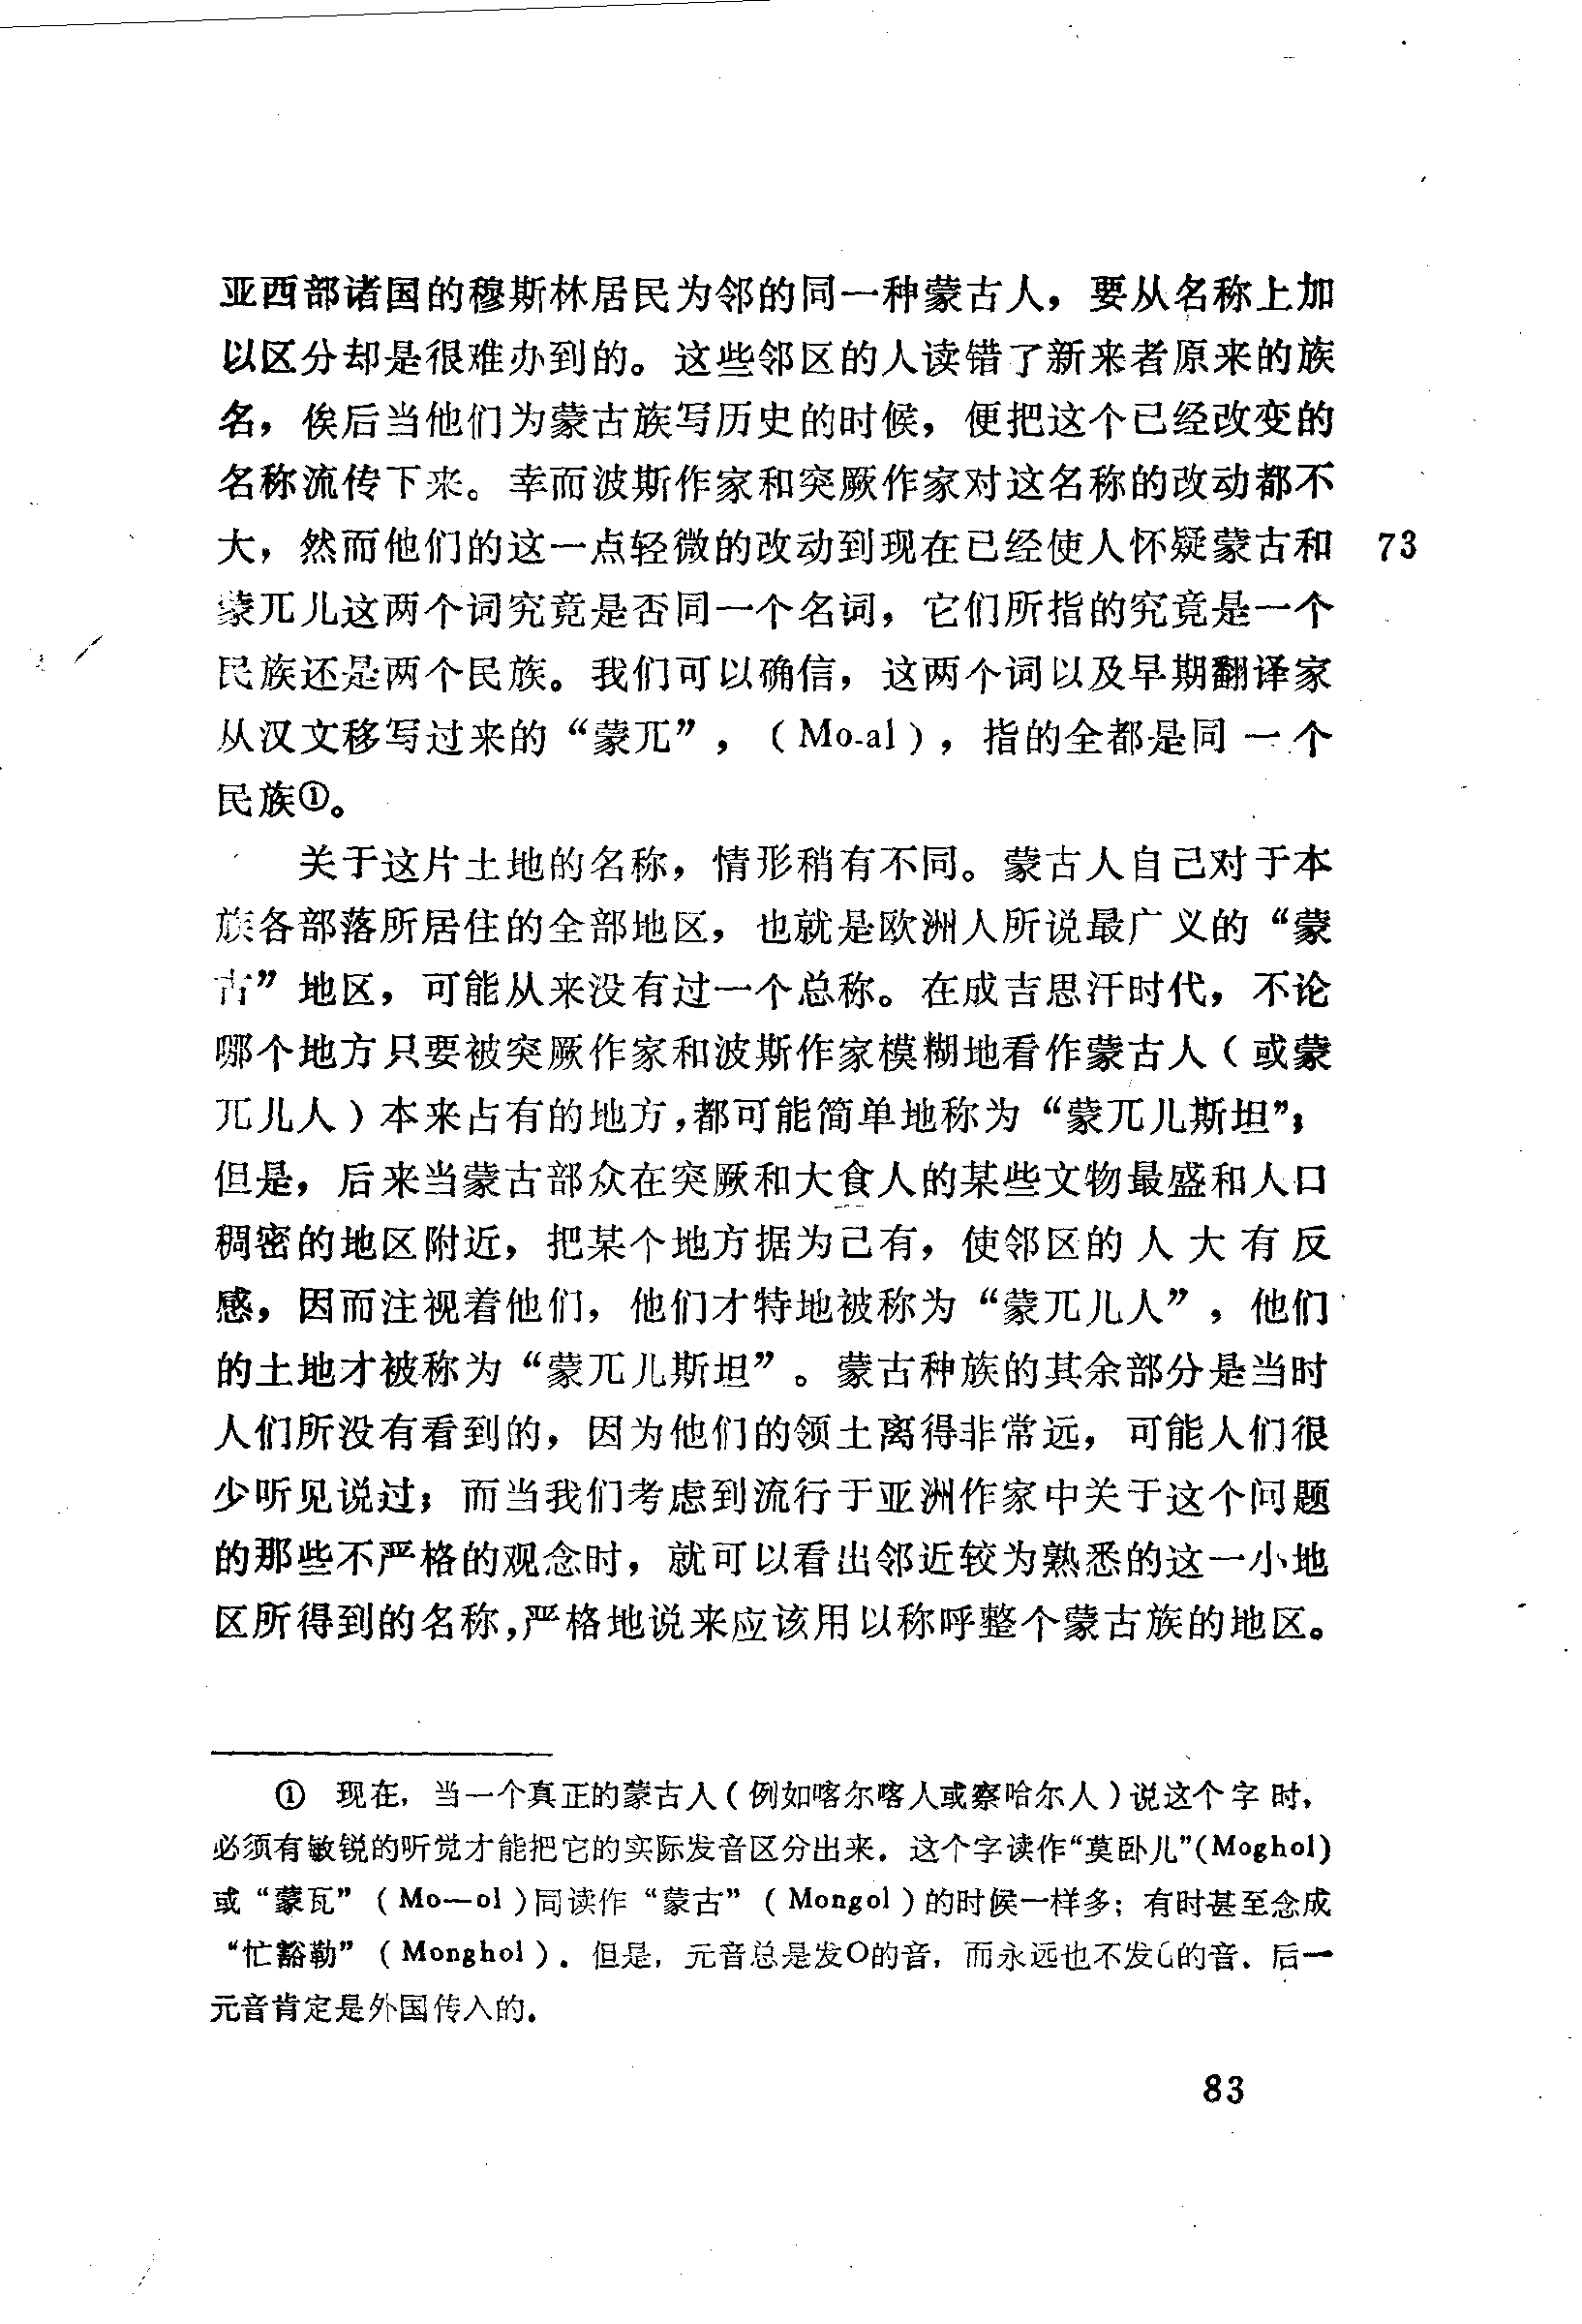 亚西部诸国的穆斯林居民为邻的同一种蒙古人，要从名称上加
以区分却是很难办到的。这些邻区的人读错了新来者原来的族
名，俟后当他们为蒙古族写历史的时候，便把这个已经改变的
名称流传下来。幸而波斯作家和突厥作家对这名称的改动都不
大，然而他们的这一点轻微的改动到现在已经使人怀疑蒙古和 73
蒙兀儿这两个词究竟是否同一个名词，它们所指的究竟是一个
民族还是两个民族。我们可以确信，这两个词以及早期翻译家
从汉文移写过来的“蒙兀”，（Mo-al），指的全都是同一个
民族①。
关于这片土地的名称，情形稍有不同。蒙古人自己对于本
族各部落所居住的全部地区，也就是欧洲人所说最广义的“蒙
古”地区，可能从来没有过一个总称。在成吉思汗时代，不论
哪个地方只要被突厥作家和波斯作家模糊地看作蒙古人（或蒙
兀儿人）本来占有的地方，都可能简单地称为“蒙兀儿斯坦”；
但是，后来当蒙古部众在突厥和大食人的某些文物最盛和人口
稠密的地区附近，把某个地方据为己有，使邻区的人大有反
感，因而注视着他们，他们才特地被称为“蒙兀儿人”，他们
的土地才被称为“蒙兀儿斯坦”。蒙古种族的其余部分是当时
人们所没有看到的，因为他们的领土离得非常远，可能人们很
少听见说过；而当我们考虑到流行于亚洲作家中关于这个问题
的那些不严格的观念时，就可以看出邻近较为熟悉的这一小地
区所得到的名称，严格地说来应该用以称呼整个蒙古族的地区。
① 现在，当一个真正的蒙古人（例如喀尔喀人或察哈尔人）说这个字时，
必须有敏锐的听觉才能把它的实际发音区分出来．这个字读作“莫卧儿”（Moghol）
或“蒙瓦”（Mo—ol）同读作“蒙古”（Mongol）的时候一样多；有时甚至念成
“忙豁勒”（Monghol）．但是，元音总是发O的音，而永远也不发的音．后一
元音肯定是外国传入的．
83